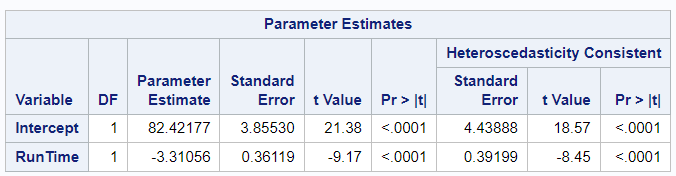 Parameter Estimates
Heteroscedasticity Consistent
Variable DF Parameter Estimate Standard Error t Value Pr > |t| Standard Error t Value Pr > |t|
Intercept 1 82.42177 3.85530 21.38 <.0001 4.43888 18.57 <.0001
RunTime 1 -3.31056 0.36119 -9.17 <.0001 0.39199 -8.45 <.0001